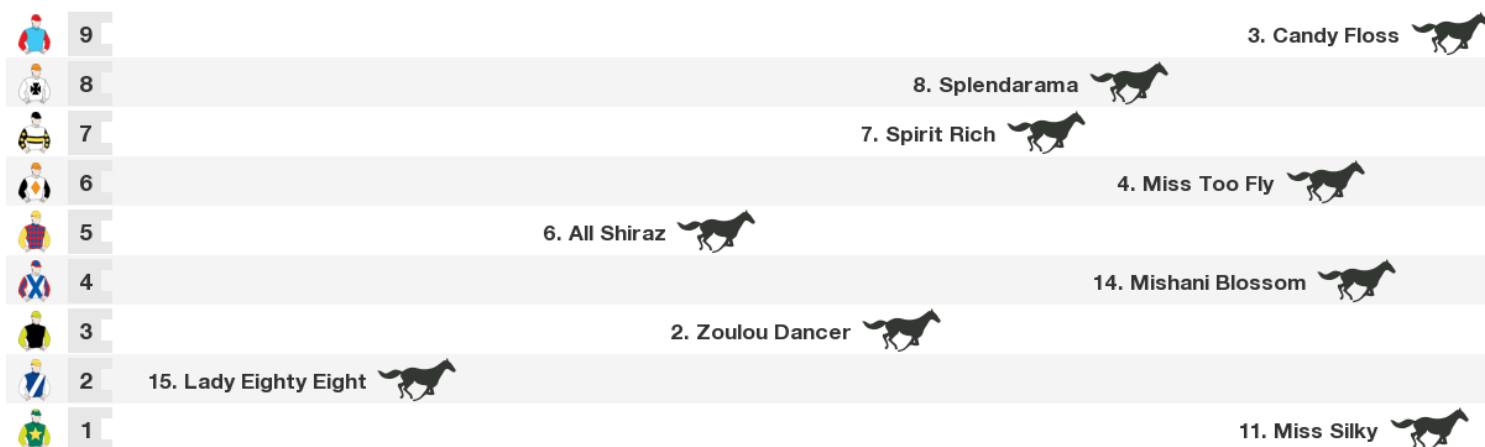 9 3. Candy Floss
8 8. Splendarama
7 7. Spirit Rich
6 4. Miss Too Fly
5 6. All Shiraz
4 14. Mishani Blossom
3 2. Zoulou Dancer
2 15. Lady Eighty Eight
1 11. Miss Silky